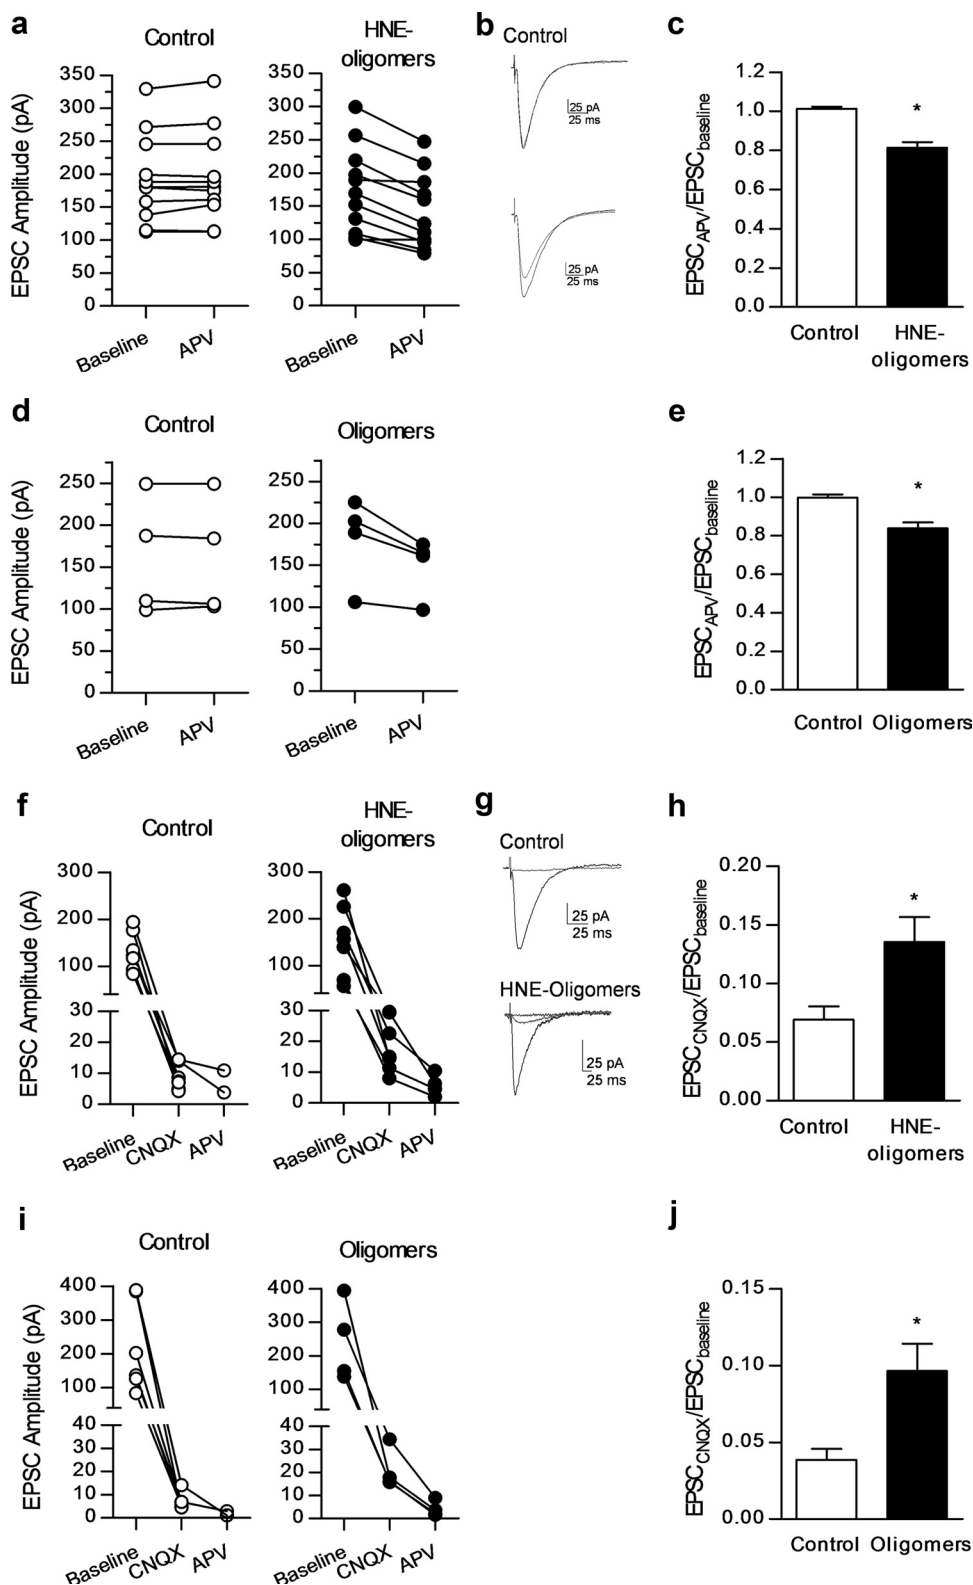 a
Control
HNE-
oligomers
EPSC Amplitude (pA)
350
300
250
200
150
100
50
0
Baseline
APV
350
300
250
200
150
100
50
0
Baseline
APV
b
Control
25 pA
25 ms
25 pA
25 ms
c
EPSC_APV/EPSC_baseline
1.2
1.0
0.8
0.6
0.4
0.2
0.0
*
Control
HNE-
oligomers
d
Control
Oligomers
EPSC Amplitude (pA)
250
200
150
100
50
0
Baseline
APV
250
200
150
100
50
0
Baseline
APV
e
EPSC_APV/EPSC_baseline
1.2
1.0
0.8
0.6
0.4
0.2
0.0
*
Control Oligomers
f
Control
HNE-
oligomers
EPSC Amplitude (pA)
300
200
100
30
20
10
0
Baseline
CNQX
APV
300
200
100
30
20
10
0
Baseline
CNQX
APV
g
Control
25 pA
25 ms
HNE-Oligomers
25 pA
25 ms
h
EPSC_CNQX/EPSC_baseline
0.20
0.15
0.10
0.05
0.00
*
Control
HNE-
oligomers
i
Control
Oligomers
EPSC Amplitude (pA)
400
300
200
100
40
30
20
10
0
Baseline
CNQX
APV
400
300
200
100
40
30
20
10
0
Baseline
CNQX
APV
j
EPSC_CNQX/EPSC_baseline
0.15
0.10
0.05
0.00
*
Control Oligomers